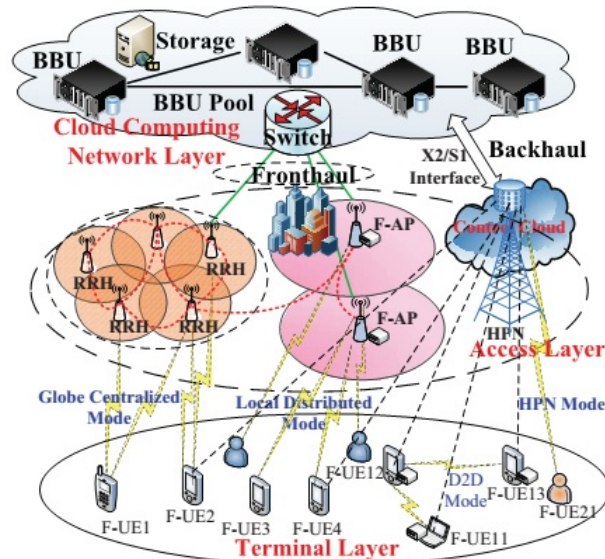 Storage
BBU
BBU
BBU
BBU Pool
Cloud Computing
Network Layer
Switch
Backhaul
X2/S1
Interface
Fronthaul
Control Cloud
F-AP
RRH
RRH
RRH
RRH
F-AP
HPN
Access Layer
Globe Centralized
Mode
Local Distributed
Mode
HPN Mode
F-UE12
D2D
Mode
F-UE13
F-UE21
F-UE1
F-UE2
F-UE3
F-UE4
F-UE11
Terminal Layer